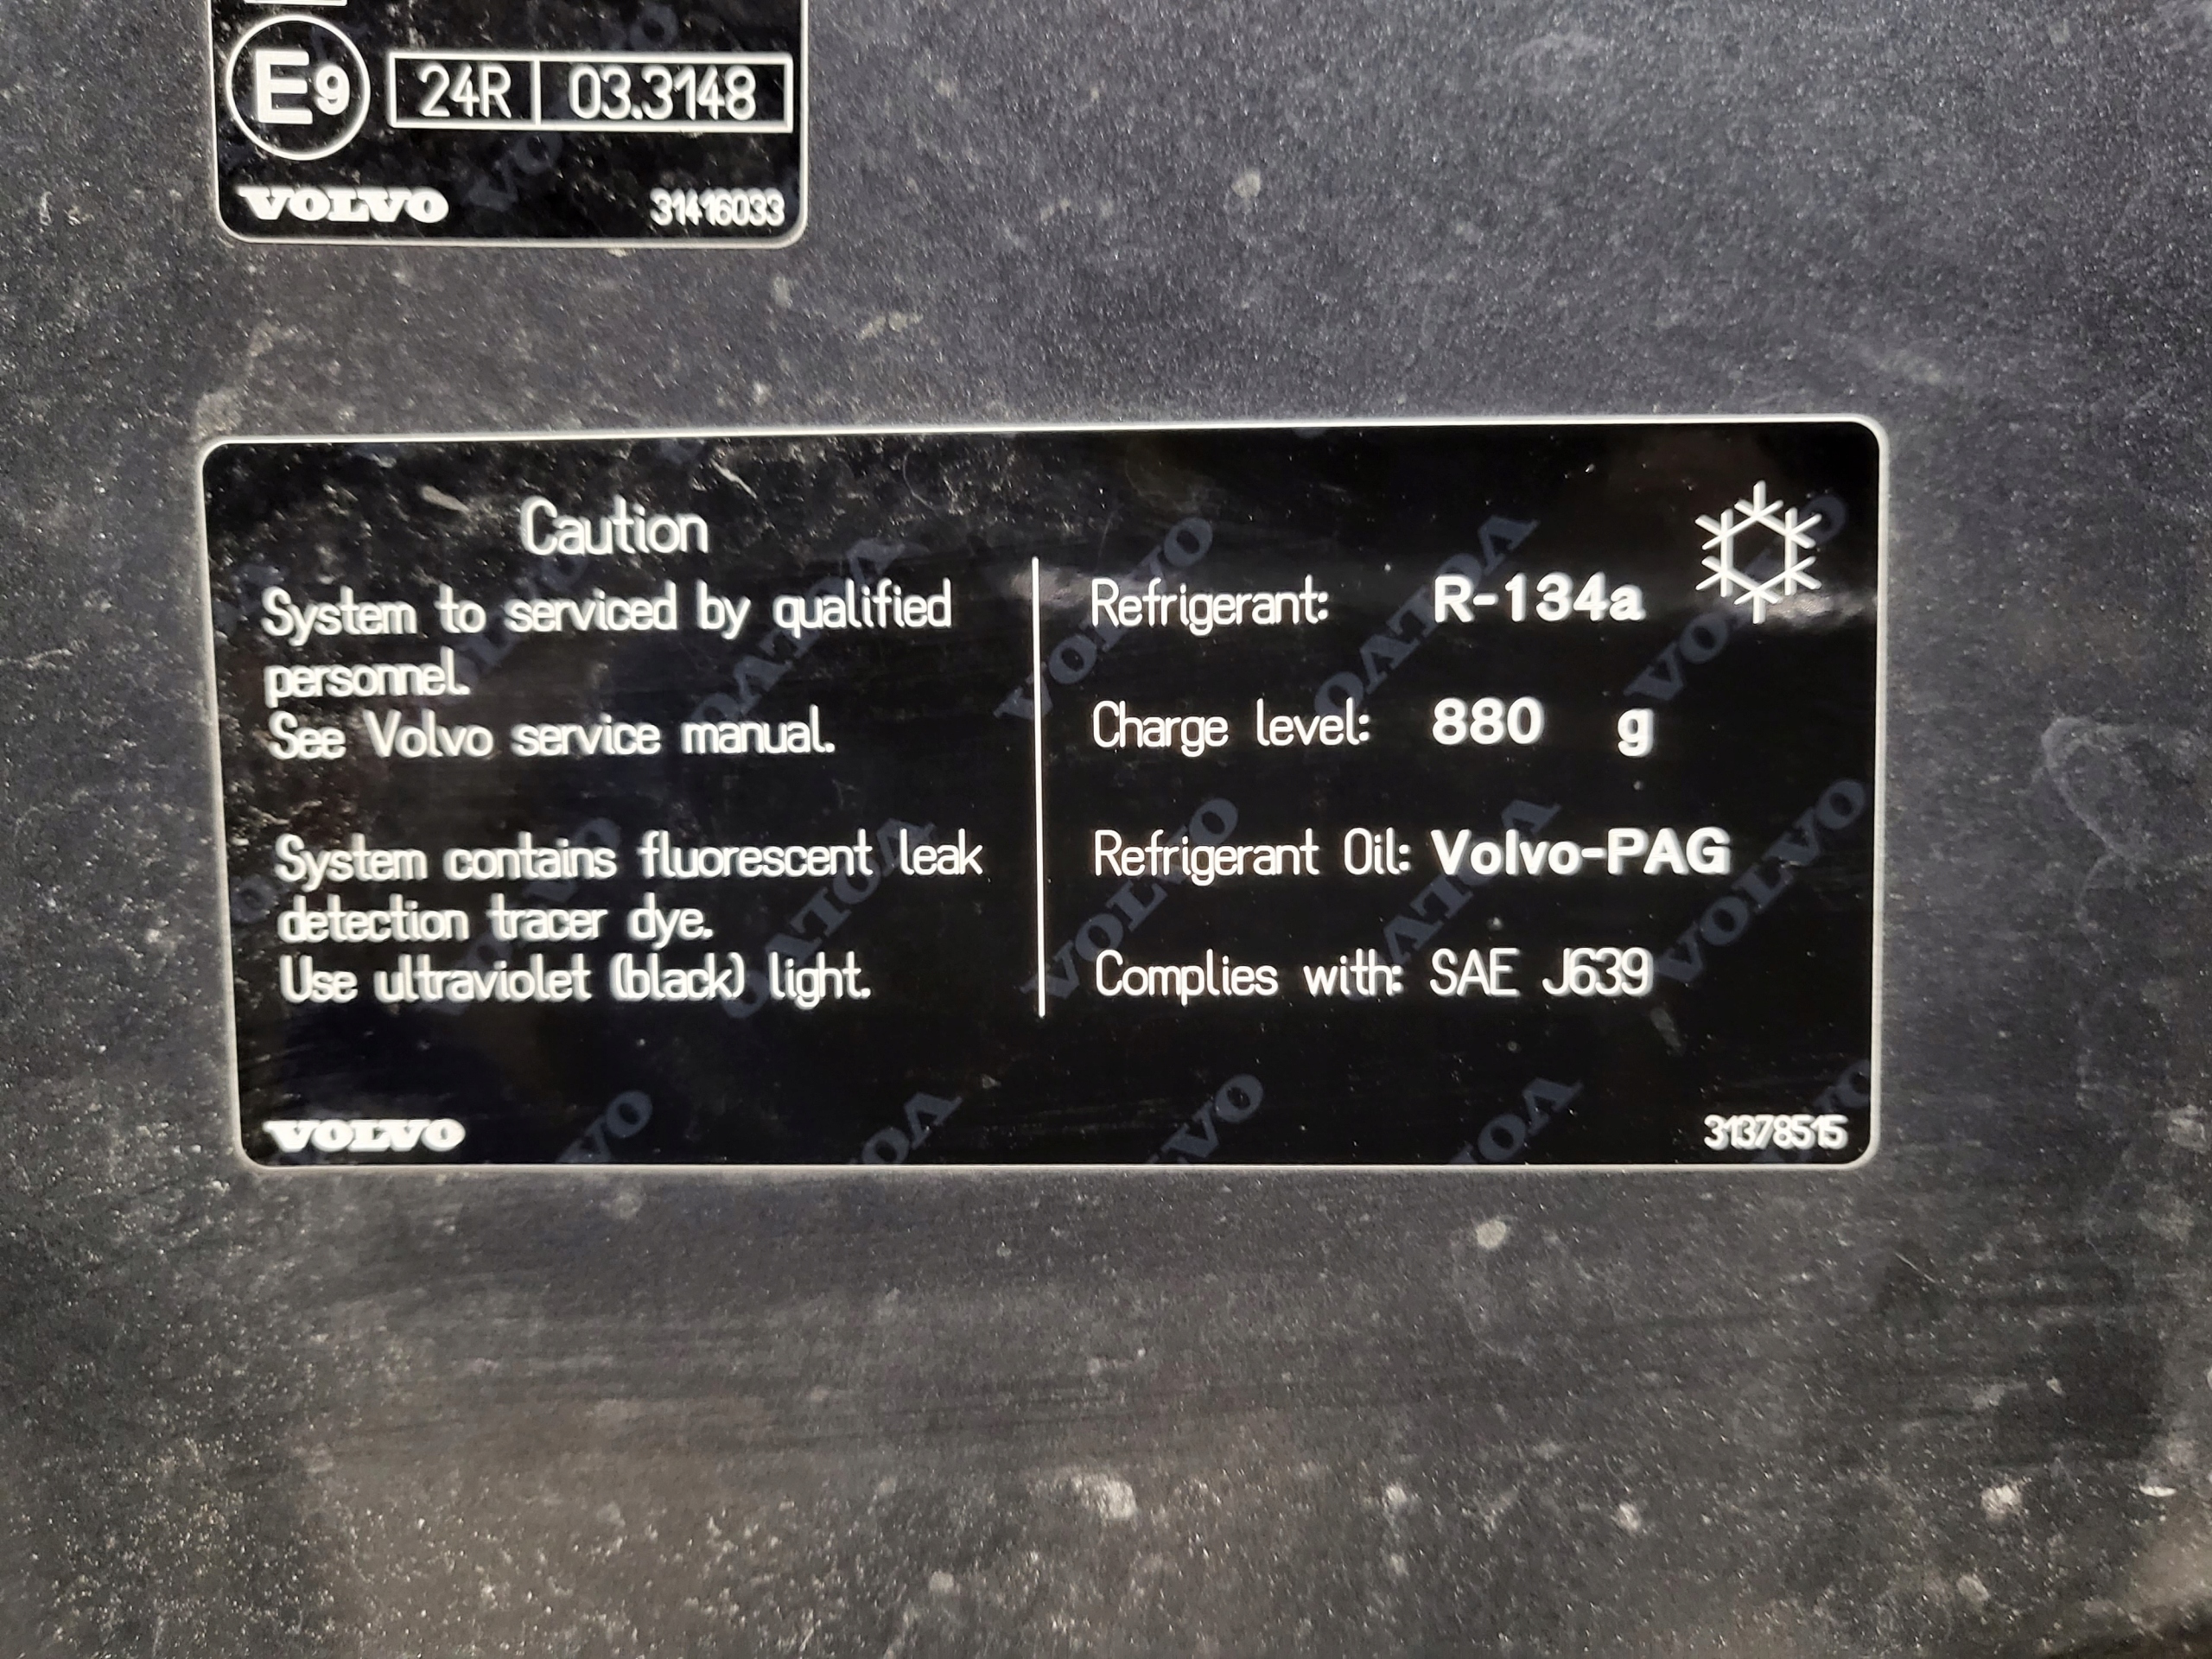 E9 24R 03.3148
VOLVO 31416033
Caution
System to serviced by qualified
personnel.
See Volvo service manual.
System contains fluorescent leak
detection tracer dye.
Use ultraviolet (black) light.
Refrigerant: R-134a
Charge level: 880 g
Refrigerant Oil: Volvo-PAG
Complies with: SAE J639
VOLVO 31378515